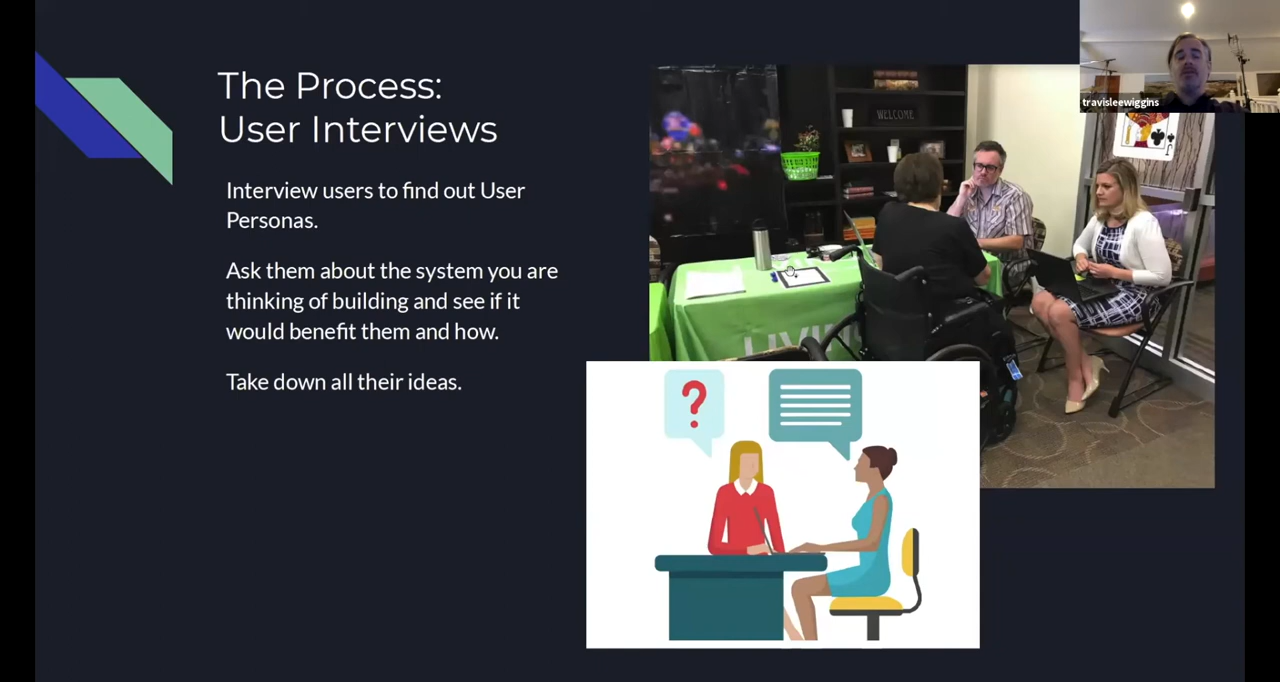 The Process:
User Interviews
Interview users to find out User
Personas.
Ask them about the system you are
thinking of building and see if it
would benefit them and how.
Take down all their ideas.
travisleewiggins
WELCOME
LIVIN
?
J